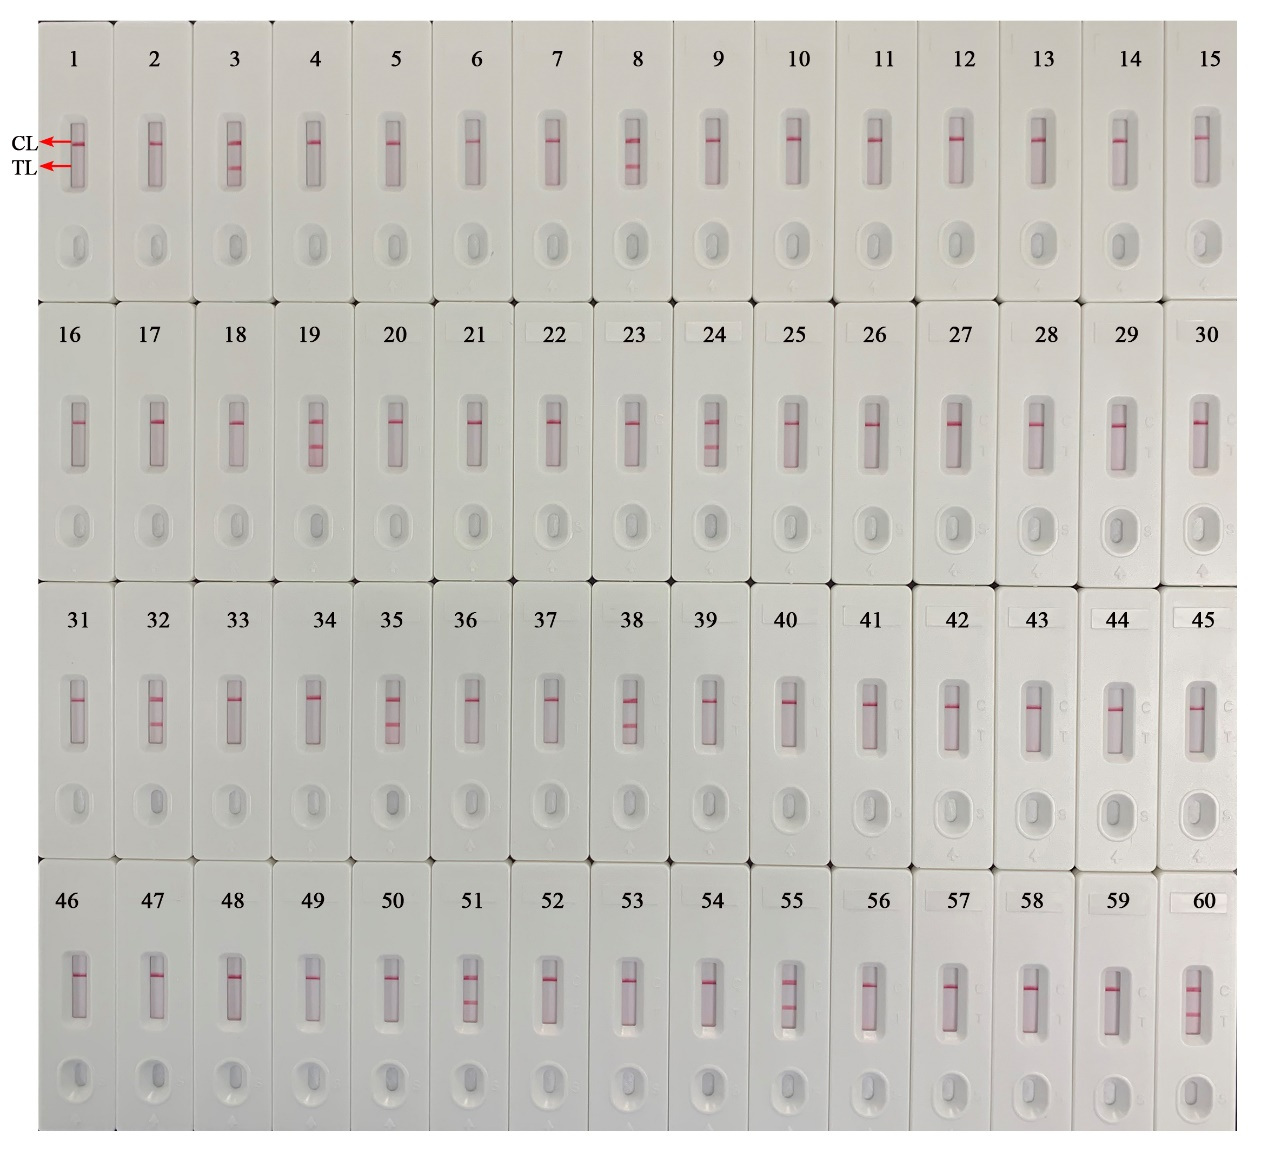 1 2 3 4 5 6 7 8 9 10 11 12 13 14 15
CL
TL
16 17 18 19 20 21 22 23 24 25 26 27 28 29 30
C C C C
T T T T T
S S S
31 32 33 34 35 36 37 38 39 40 41 42 43 44 45
C C C C C
T T T T
S S S S S
46 47 48 49 50 51 52 53 54 55 56 57 58 59 60
C C
T T
S